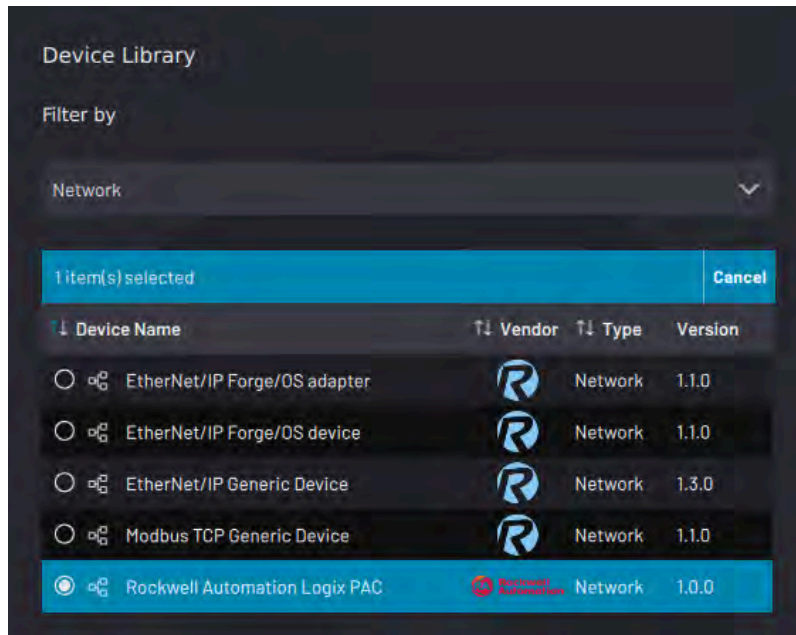 Device Library
Filter by
Network
1 item(s) selected Cancel
Device Name Vendor Type Version
EtherNet/IP Forge/OS adapter Network 1.1.0
EtherNet/IP Forge/OS device Network 1.1.0
EtherNet/IP Generic Device Network 1.3.0
Modbus TCP Generic Device Network 1.1.0
Rockwell Automation Logix PAC Rockwell Automation Network 1.0.0